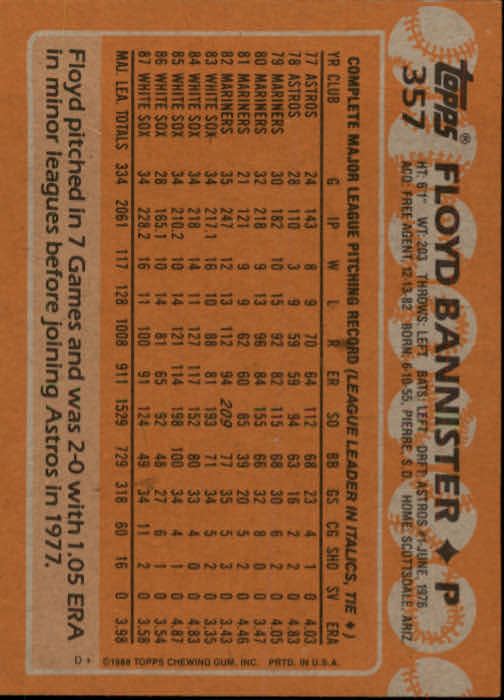 topps®
357
FLOYD BANNISTER ♦ P
HT: 6'1" WT: 203 THROWS: LEFT BATS: LEFT DRFT: ASTROS #1-JUNE, 1976
ACQ: FREE AGENT, 12-13-82 BORN: 6-10-55, PIERRE, S.D. HOME: SCOTTSDALE, ARIZ.
COMPLETE MAJOR LEAGUE PITCHING RECORD (LEAGUE LEADER IN ITALICS, TIE ♦)
YR CLUB G IP W L R ER SO BB GS CG SHO SV ERA
77 ASTROS 24 143 8 9 70 64 112 68 23 4 1 0 4.03
78 ASTROS 28 110 3 9 59 59 94 63 16 2 2 0 4.83
79 MARINERS 30 182 10 15 92 82 115 68 30 6 2 0 4.05
80 MARINERS 32 218 9 13 96 84 155 66 32 8 0 0 3.47
81 MARINERS 21 121 9 9 62 60 85 39 20 5 2 0 4.46
82 MARINERS 35 247 12 13 112 94 209 77 35 5 3 0 3.43
83 WHITE SOX 34 217.1 16 10 88 81 193 71 34 5 2 0 3.35
84 WHITE SOX 34 218 14 11 127 117 152 80 33 4 0 0 4.83
85 WHITE SOX 34 210.2 10 14 121 114 198 100 34 4 1 0 4.87
86 WHITE SOX 28 165.1 10 14 81 65 92 48 27 6 1 0 3.54
87 WHITE SOX 34 228.2 16 11 100 91 124 49 34 11 2 0 3.58
MAJ. LEA. TOTALS 334 2061 117 128 1008 911 1529 729 318 60 16 0 3.98
©1988 TOPPS CHEWING GUM, INC. PRTD. IN U.S.A.
D*
Floyd pitched in 7 Games and was 2-0 with 1.05 ERA
in minor leagues before joining Astros in 1977.